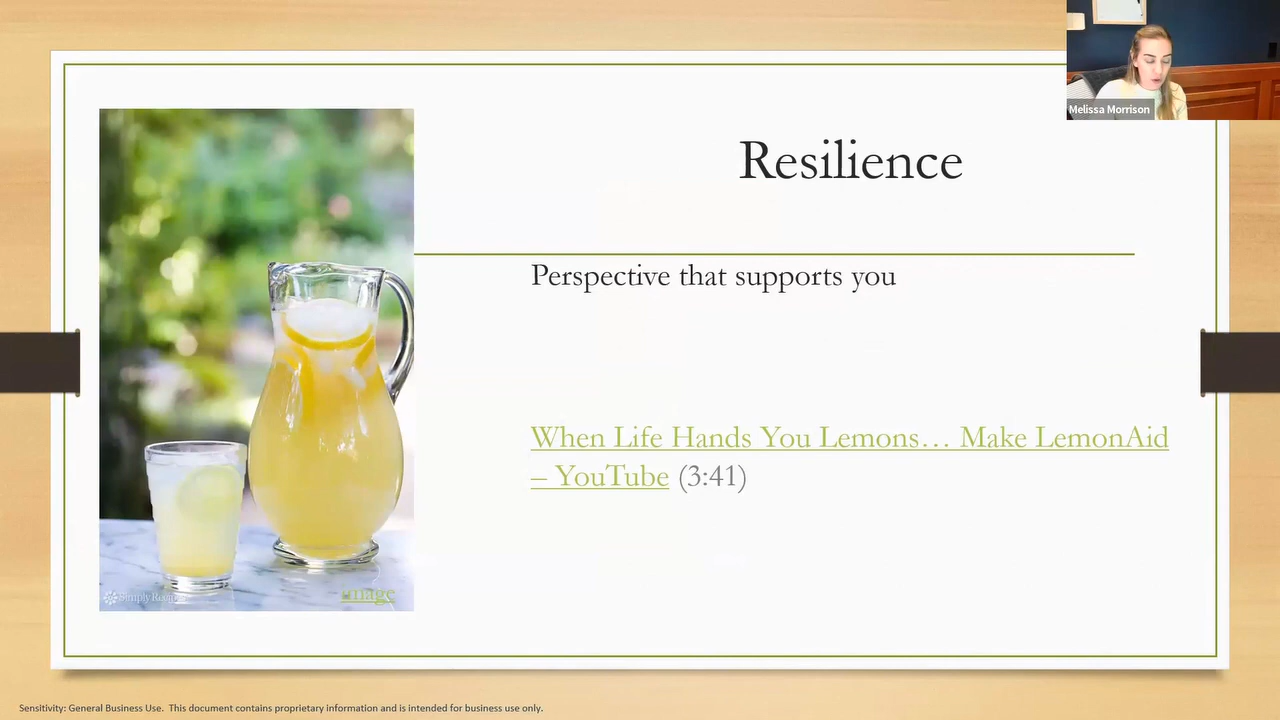 Melissa Morrison
Resilience
Perspective that supports you
When Life Hands You Lemons… Make LemonAid
– YouTube (3:41)
image
Sensitivity: General Business Use.  This document contains proprietary information and is intended for business use only.